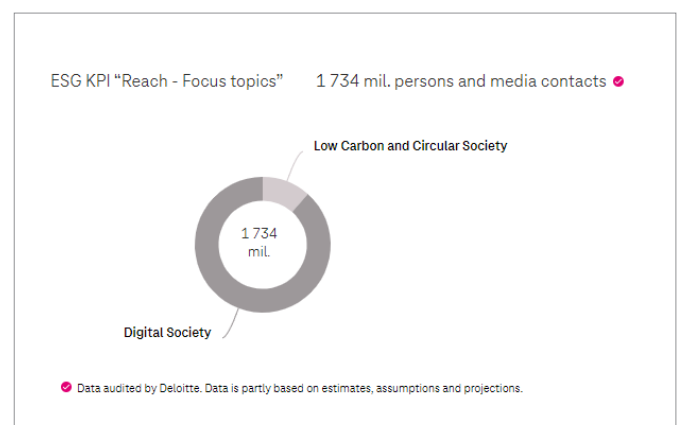 ESG KPI “Reach - Focus topics” 1 734 mil. persons and media contacts
Low Carbon and Circular Society
1 734
mil.
Digital Society
Data audited by Deloitte. Data is partly based on estimates, assumptions and projections.